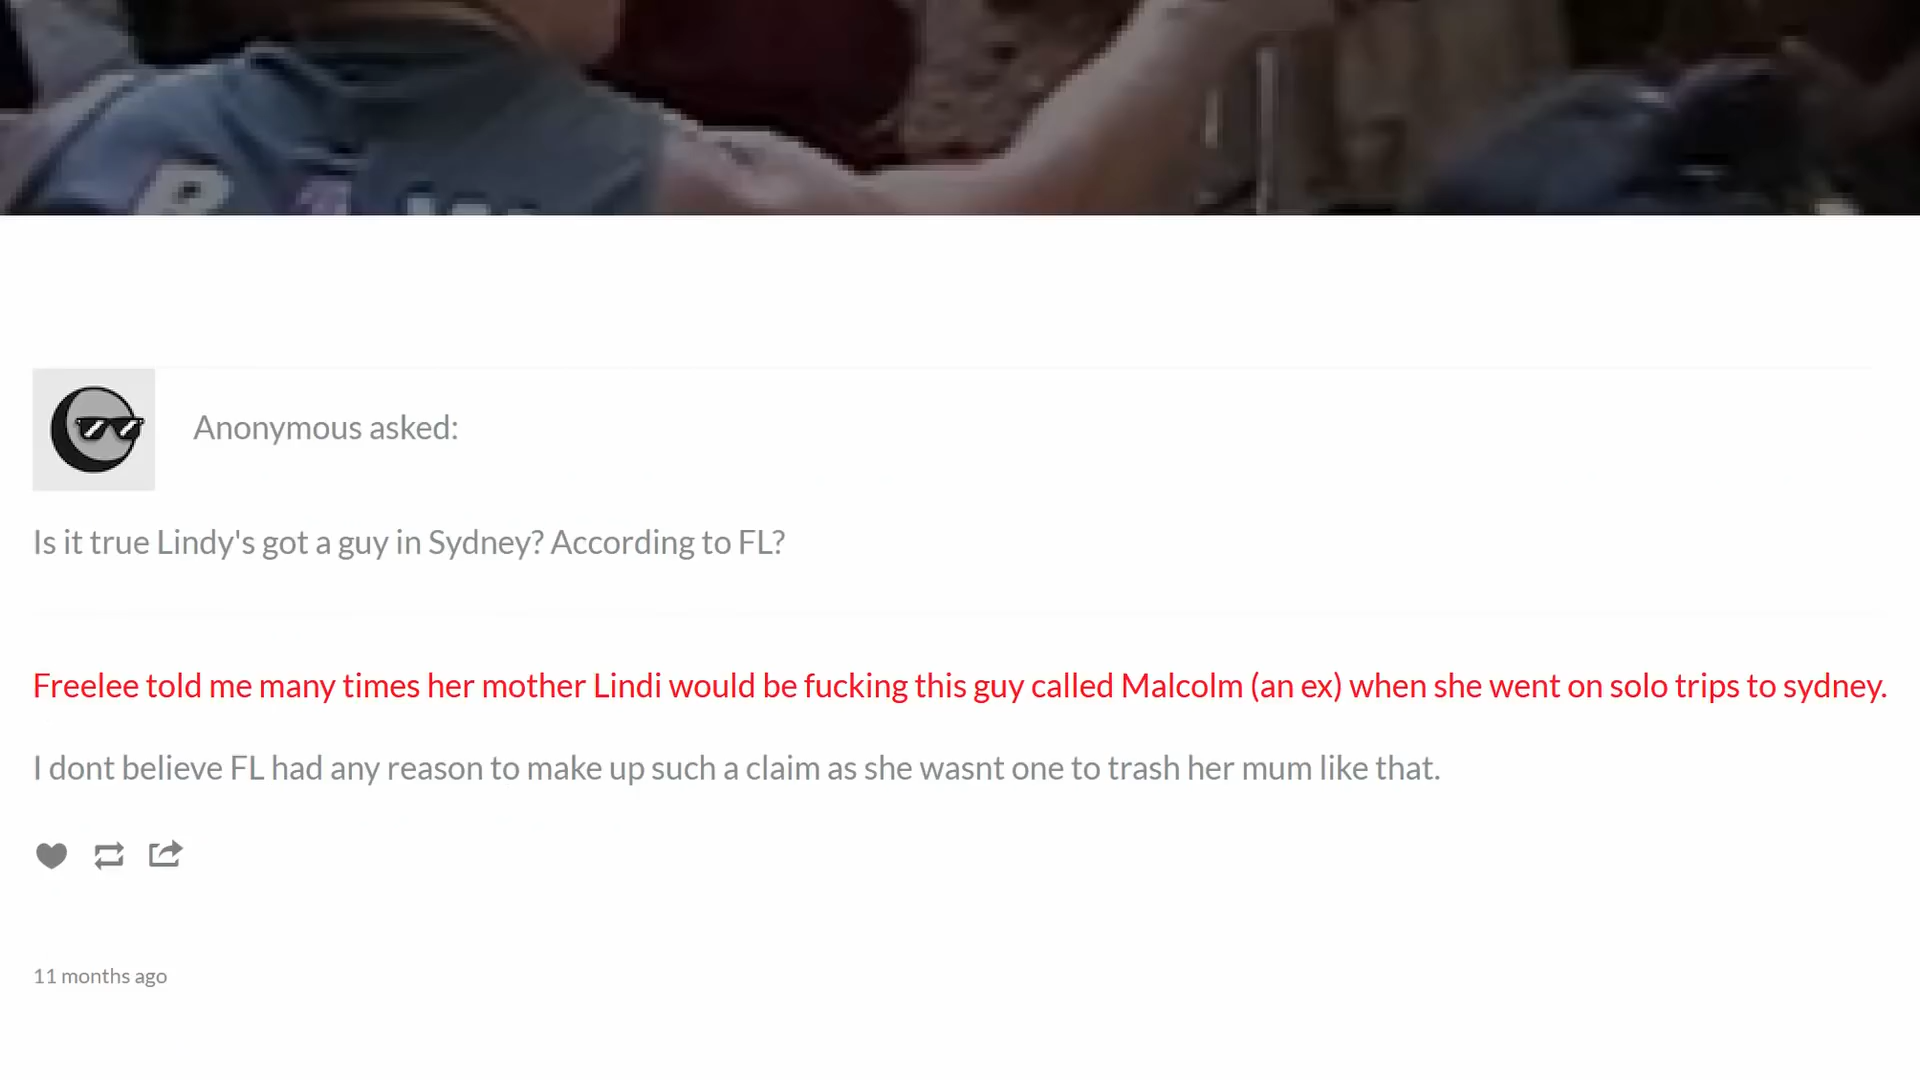 Anonymous asked:
Is it true Lindy's got a guy in Sydney? According to FL?
Freelee told me many times her mother Lindi would be fucking this guy called Malcolm (an ex) when she went on solo trips to sydney.
I dont believe FL had any reason to make up such a claim as she wasnt one to trash her mum like that.
11 months ago